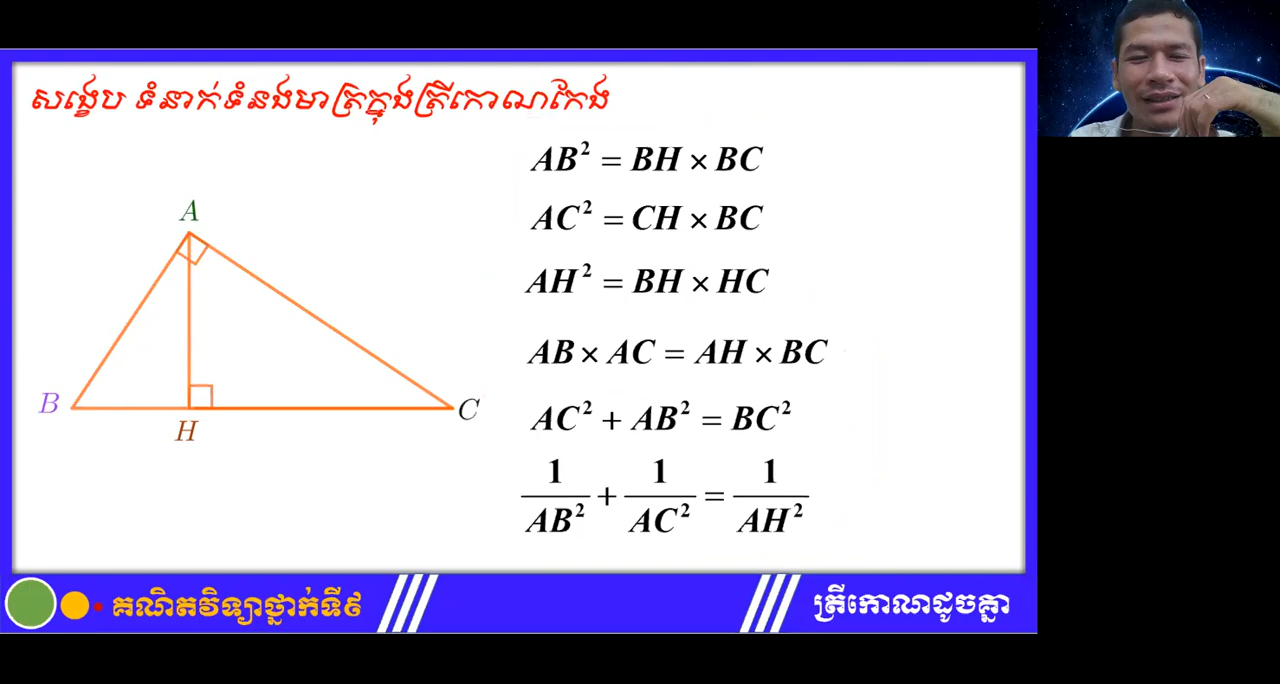 សង្ខេប ទំនាក់ទំនងមាត្រក្នុងត្រីកោណកែង
A
B
H
C
AB² = BH × BC
AC² = CH × BC
AH² = BH × HC
AB × AC = AH × BC
AC² + AB² = BC²
1/AB² + 1/AC² = 1/AH²
គណិតវិទ្យាថ្នាក់ទី៩
ត្រីកោណដូចគ្នា